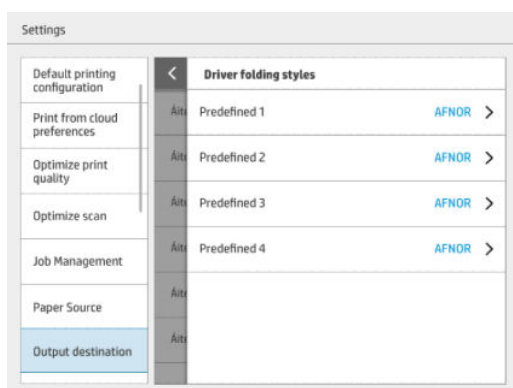 Settings
Default printing
configuration
Print from cloud
preferences
Optimize print
quality
Optimize scan
Job Management
Paper Source
Output destination
Driver folding styles
Predefined 1 AFNOR
Predefined 2 AFNOR
Predefined 3 AFNOR
Predefined 4 AFNOR